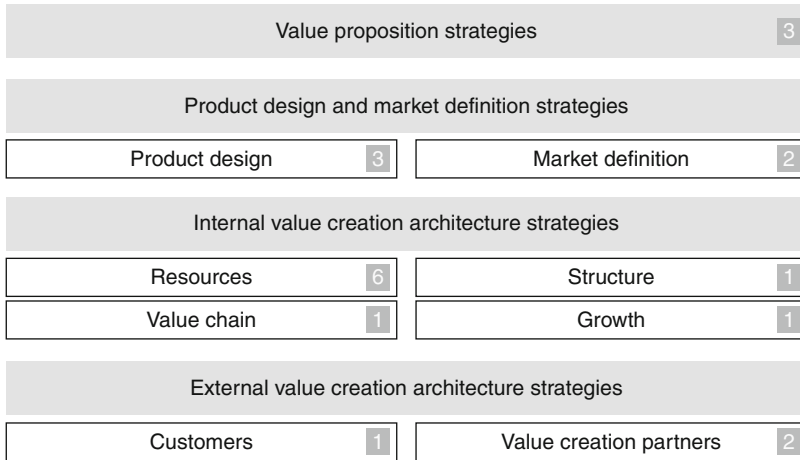 Value proposition strategies 3
Product design and market definition strategies
Product design 3 Market definition 2
Internal value creation architecture strategies
Resources 6 Structure 1
Value chain 1 Growth 1
External value creation architecture strategies
Customers 1 Value creation partners 2